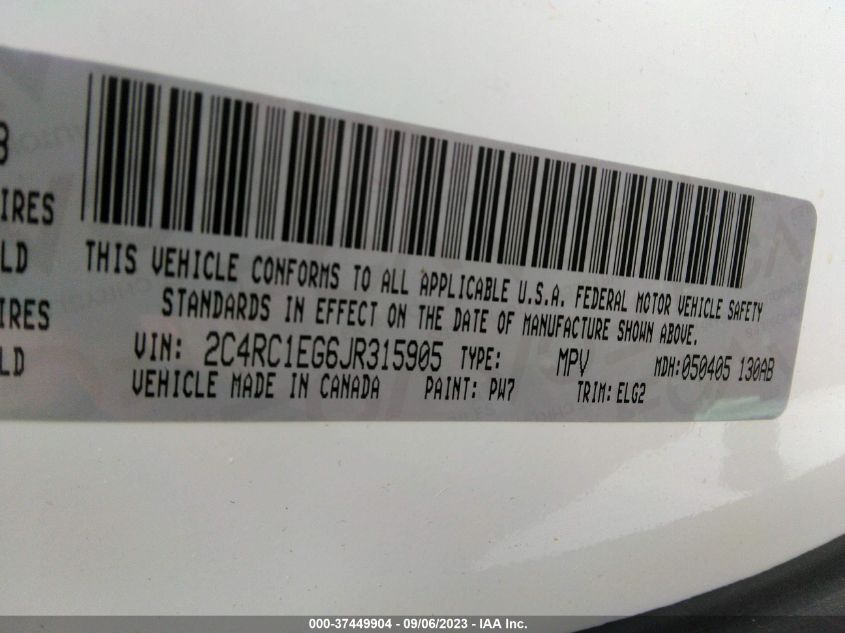 IRES
LD
IRES
LD
THIS VEHICLE CONFORMS TO ALL APPLICABLE U.S.A. FEDERAL MOTOR VEHICLE SAFETY
STANDARDS IN EFFECT ON THE DATE OF MANUFACTURE SHOWN ABOVE.
VIN: 2C4RC1EG6JR315905 TYPE: MPV MDH:050405 130AB
VEHICLE MADE IN CANADA PAINT: PW7 TRIM:ELG2
000-37449904 - 09/06/2023 - IAA Inc.